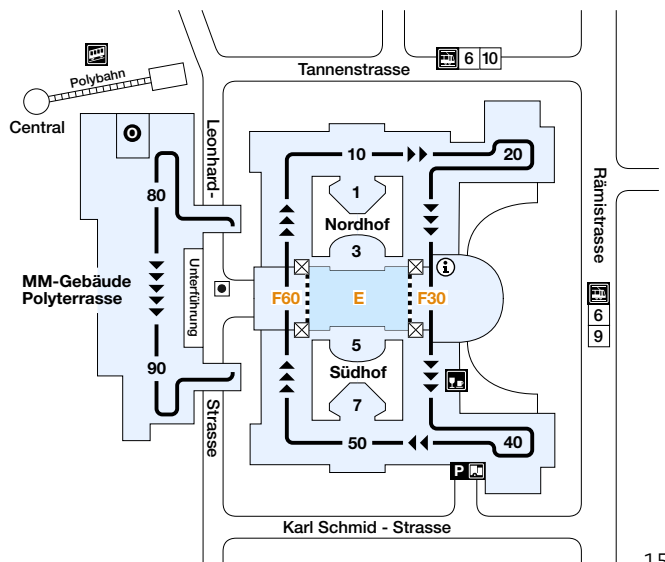 Tannenstrasse
6 10
Polybahn
Central
O
Leonhard-
Strasse
80
10
20
1
Nordhof
3
i
Rämistrasse
MM-Gebäude
Polyterrasse
Unterführung
F60
E
F30
6
9
90
5
Südhof
7
50
40
P
Karl Schmid - Strasse
15